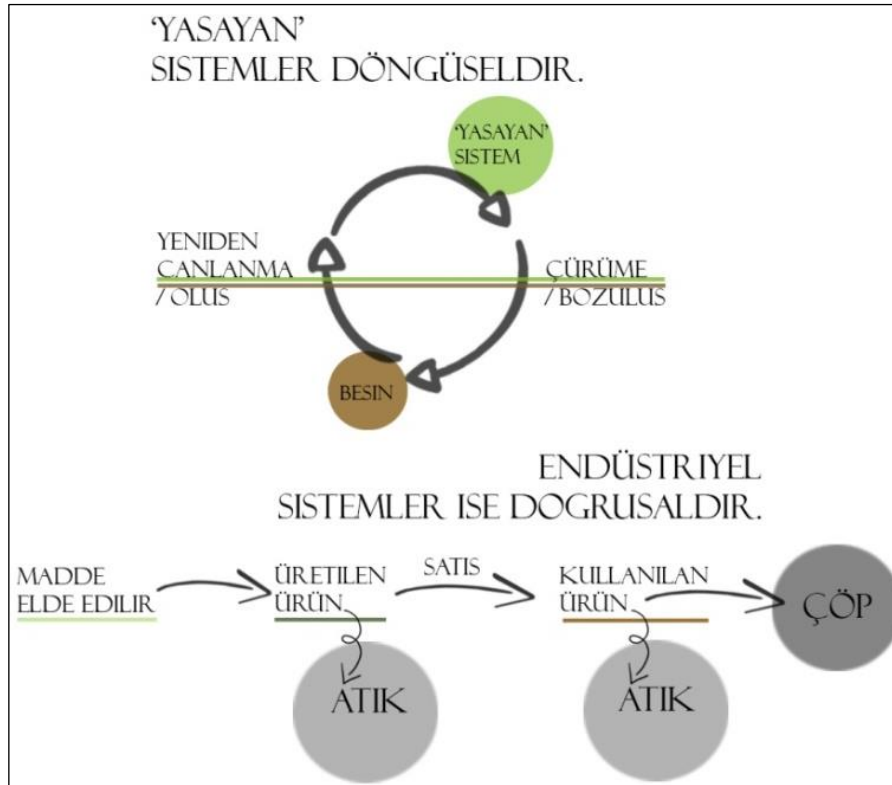 'YASAYAN'
SISTEMLER DÖNGÜSELDIR.
'YASAYAN'
SISTEM
YENIDEN
CANLANMA
/ OLUS
ÇÜRÜME
/ BOZULUS
BESIN
ENDÜSTRIYEL
SISTEMLER ISE DOGRUSALDIR.
MADDE
ELDE EDILIR
ÜRETILEN
ÜRÜN
SATIS
KULLANILAN
ÜRÜN
ÇÖP
ATIK
ATIK